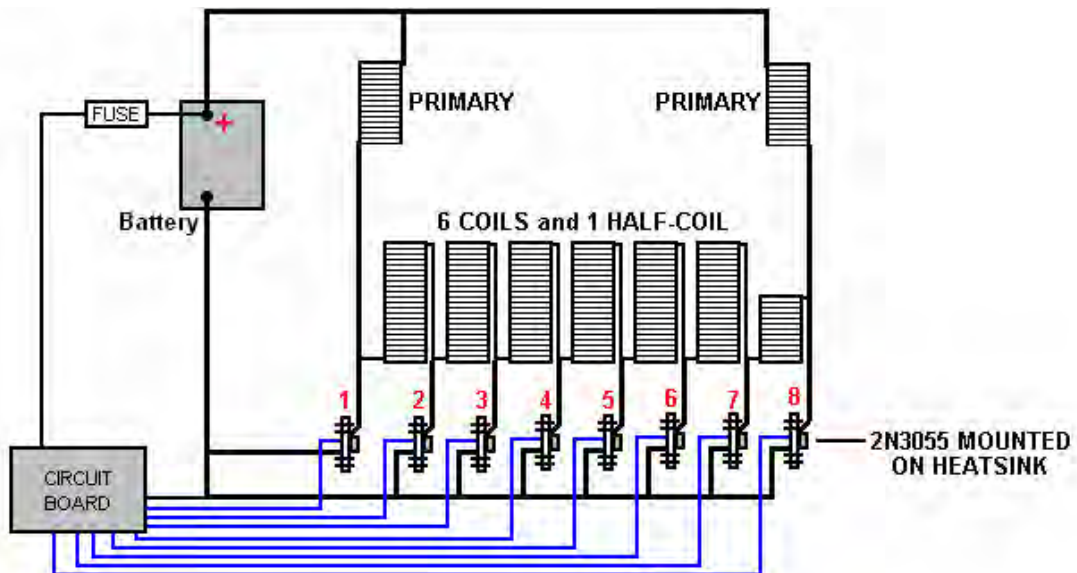 FUSE
+
Battery
PRIMARY
PRIMARY
6 COILS and 1 HALF-COIL
1
2
3
4
5
6
7
8
2N3055 MOUNTED
ON HEATSINK
CIRCUIT
BOARD